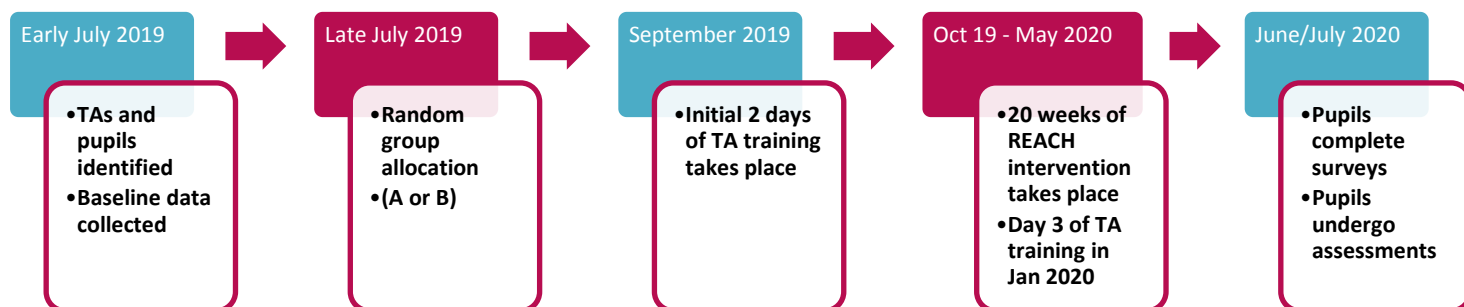 Early July 2019
•TAs and
pupils
identified
•Baseline data
collected
Late July 2019
•Random
group
allocation
•(A or B)
September 2019
•Initial 2 days
of TA training
takes place
Oct 19 - May 2020
•20 weeks of
REACH
intervention
takes place
•Day 3 of TA
training in
Jan 2020
June/July 2020
•Pupils
complete
surveys
•Pupils
undergo
assessments